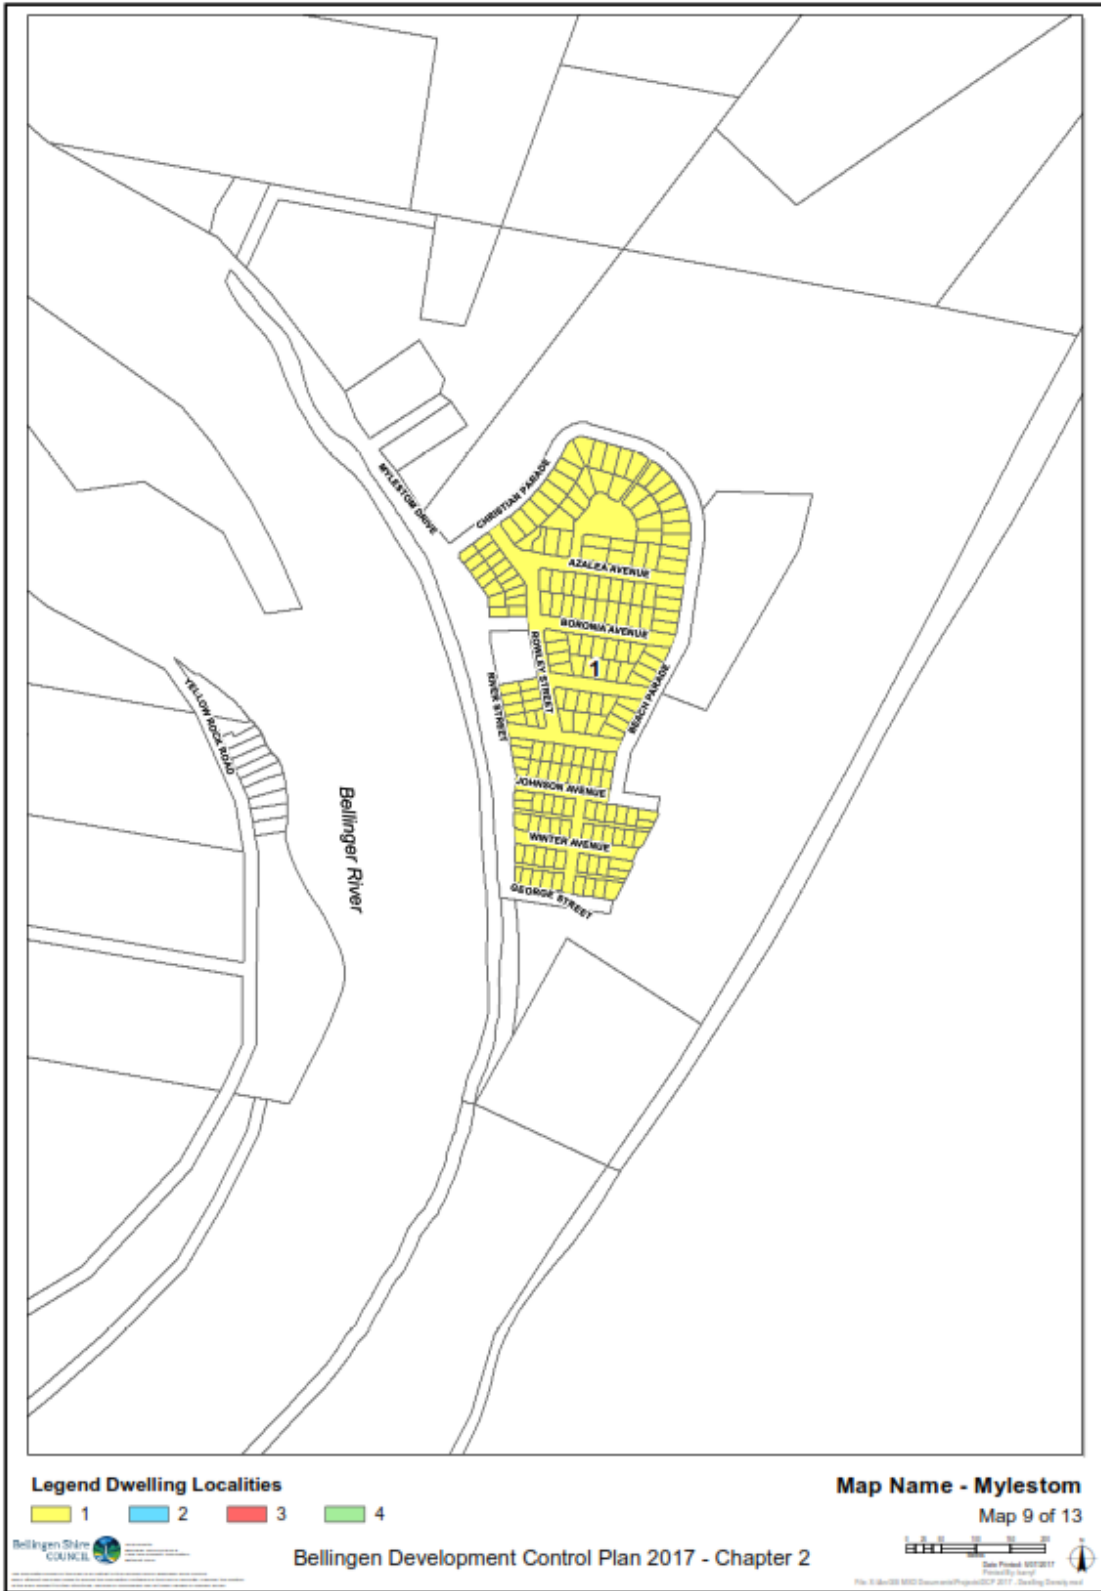 MYLESTOM DRIVE
CHRISTIAN PARADE
AZALEA AVENUE
BORONIA AVENUE
ROWLEY STREET
1
RIVER STREET
BEACH PARADE
YELLOW ROCK ROAD
JOHNSON AVENUE
Bellinger River
WINTER AVENUE
GEORGE STREET
Legend Dwelling Localities
1 2 3 4
Map Name - Mylestom
Map 9 of 13
Bellingen Shire
COUNCIL
Bellingen Development Control Plan 2017 - Chapter 2
N